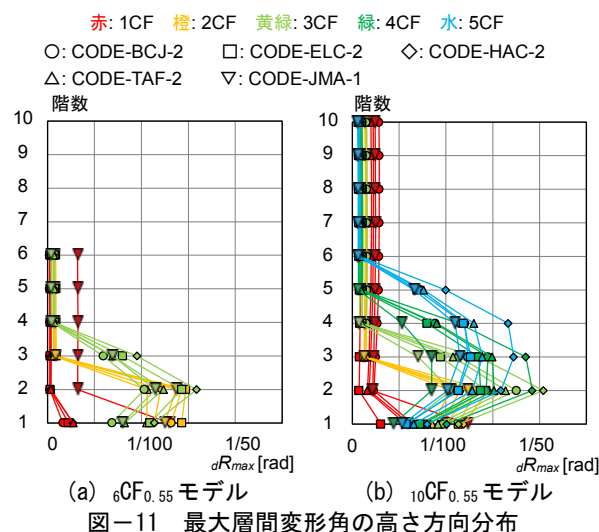 赤: 1CF 橙: 2CF 黄緑: 3CF 緑: 4CF 水: 5CF
○: CODE-BCJ-2 □: CODE-ELC-2 ◇: CODE-HAC-2
△: CODE-TAF-2 ▽: CODE-JMA-1
階数 階数
10 10
9 9
8 8
7 7
6 6
5 5
4 4
3 3
2 2
1 1
0 1/100 1/50 0 1/100 1/50
dRmax [rad] dRmax [rad]
(a) 6CF0.55 モデル (b) 10CF0.55 モデル
図－11 最大層間変形角の高さ方向分布